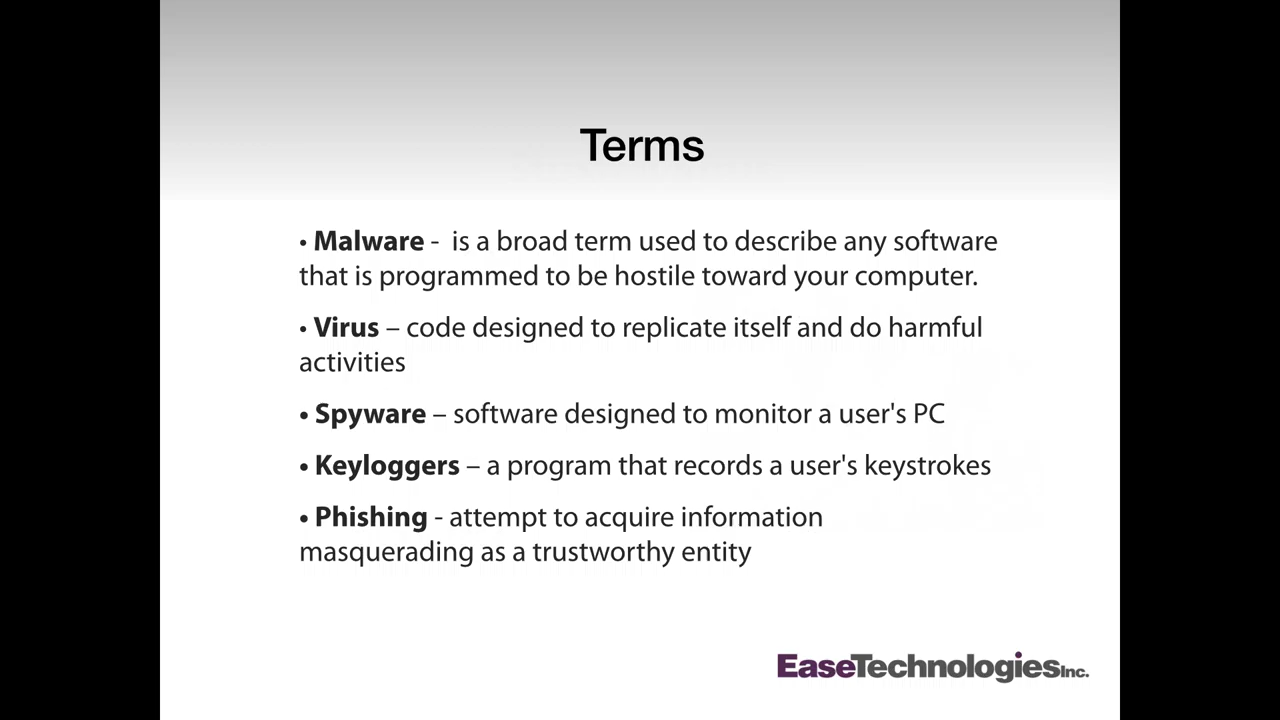 Terms
• Malware -  is a broad term used to describe any software
that is programmed to be hostile toward your computer.
• Virus – code designed to replicate itself and do harmful
activities
• Spyware – software designed to monitor a user's PC
• Keyloggers – a program that records a user's keystrokes
• Phishing - attempt to acquire information
masquerading as a trustworthy entity
EaseTechnologiesInc.